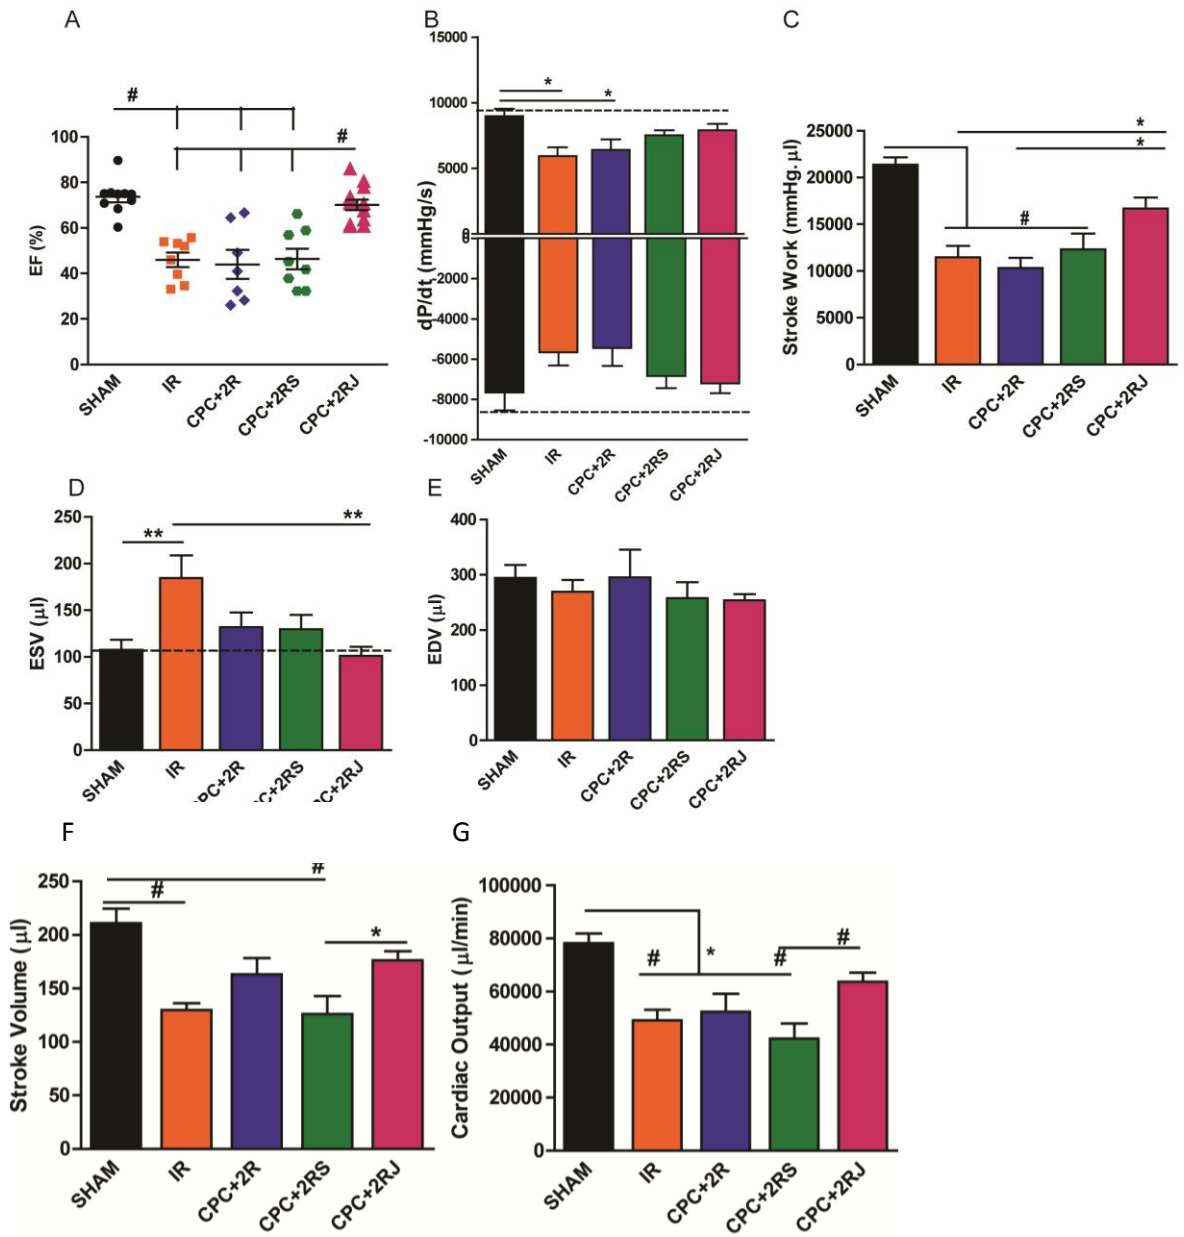 A
#
#
EF (%)
100
80
60
40
20
0
SHAM
IR
CPC+2R
CPC+2RS
CPC+2RJ
B
*
*
dP/dt (mmHg/s)
15000
10000
5000
0
0
-2000
-4000
-6000
-8000
-10000
SHAM
IR
CPC+2R
CPC+2RS
CPC+2RJ
C
*
*
#
Stroke Work (mmHg. µl)
25000
20000
15000
10000
5000
0
SHAM
IR
CPC+2R
CPC+2RS
CPC+2RJ
D
**
**
ESV (µl)
250
200
150
100
50
0
SHAM
IR
CPC+2R
CPC+2RS
CPC+2RJ
E
EDV (µl)
400
300
200
100
0
SHAM
IR
CPC+2R
CPC+2RS
CPC+2RJ
F
#
#
*
Stroke Volume (µl)
250
200
150
100
50
0
SHAM
IR
CPC+2R
CPC+2RS
CPC+2RJ
G
#
*
#
#
Cardiac Output (µl/min)
100000
80000
60000
40000
20000
0
SHAM
IR
CPC+2R
CPC+2RS
CPC+2RJ